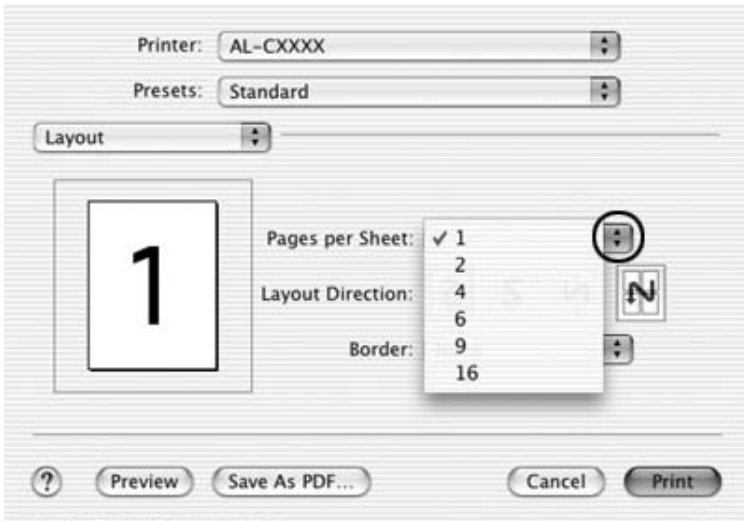 Printer: AL-CXXXX
Presets: Standard
Layout
1
Pages per Sheet: ✓ 1
2
Layout Direction: 4
6
Border: 9
16
? Preview Save As PDF... Cancel Print